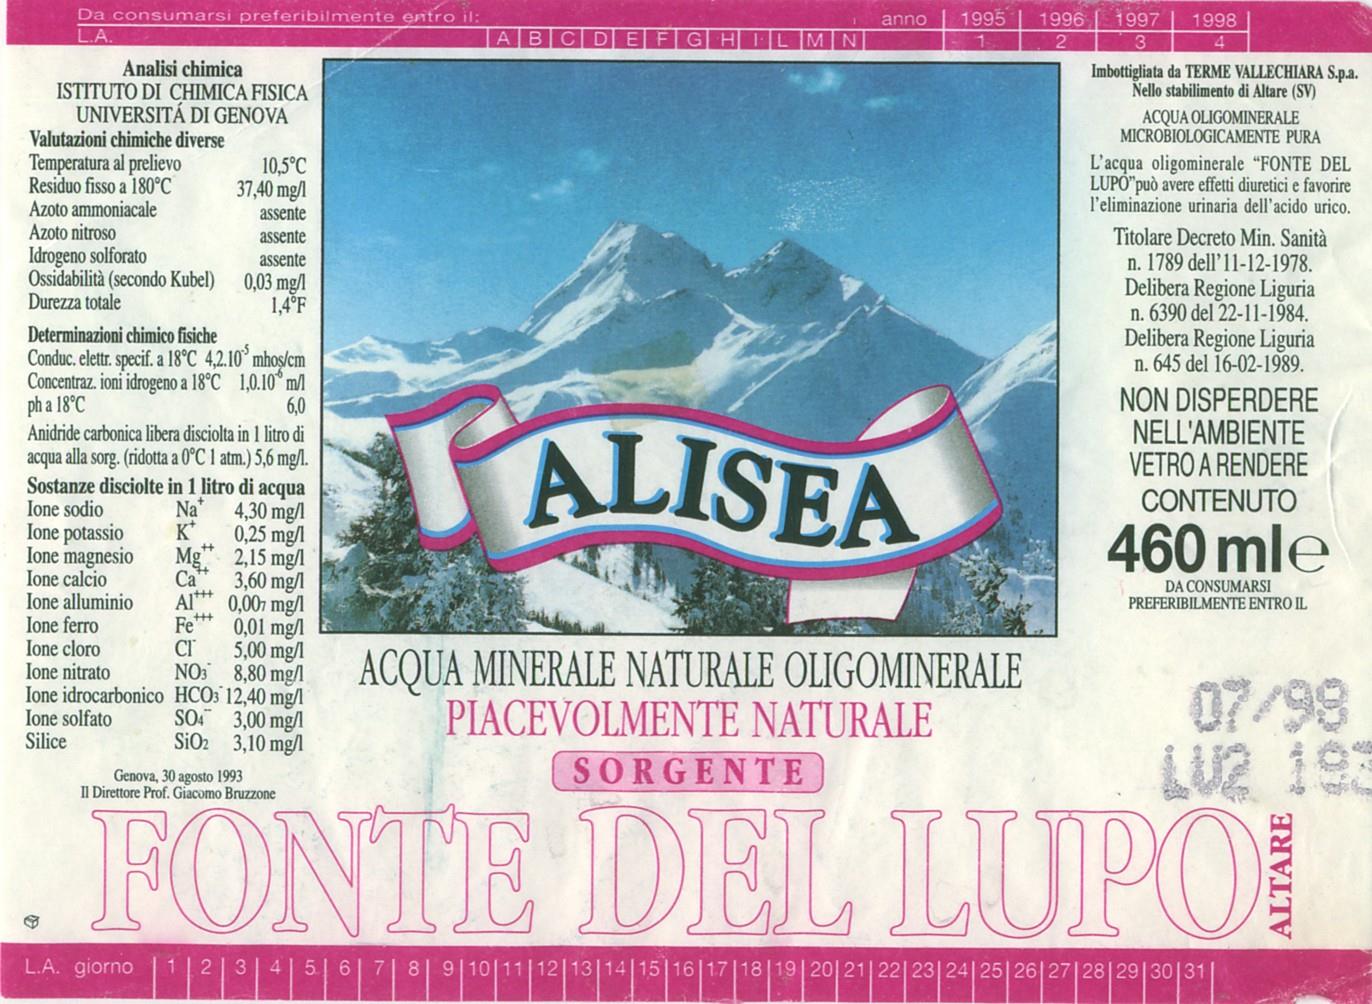 Da consumarsi preferibilmente entro il: anno 1995 1996 1997 1998
L.A. A B C D E F G H I L M N 1 2 3 4
Analisi chimica
ISTITUTO DI CHIMICA FISICA
UNIVERSITÁ DI GENOVA
Valutazioni chimiche diverse
Temperatura al prelievo 10,5°C
Residuo fisso a 180°C 37,40 mg/l
Azoto ammoniacale assente
Azoto nitroso assente
Idrogeno solforato assente
Ossidabilità (secondo Kubel) 0,03 mg/l
Durezza totale 1,4°F
Determinazioni chimico fisiche
Conduc. elettr. specif. a 18°C 4,2.10⁻⁵ mhos/cm
Concentraz. ioni idrogeno a 18°C 1,0.10⁻⁶ m/l
ph a 18°C 6,0
Anidride carbonica libera disciolta in 1 litro di
acqua alla sorg. (ridotta a 0°C 1 atm.) 5,6 mg/l.
Sostanze disciolte in 1 litro di acqua
Ione sodio Na⁺ 4,30 mg/l
Ione potassio K⁺ 0,25 mg/l
Ione magnesio Mg⁺⁺ 2,15 mg/l
Ione calcio Ca⁺⁺ 3,60 mg/l
Ione alluminio Al⁺⁺⁺ 0,007 mg/l
Ione ferro Fe⁺⁺⁺ 0,01 mg/l
Ione cloro Cl⁻ 5,00 mg/l
Ione nitrato NO₃⁻ 8,80 mg/l
Ione idrocarbonico HCO₃⁻ 12,40 mg/l
Ione solfato SO₄⁻⁻ 3,00 mg/l
Silice SiO₂ 3,10 mg/l
Genova, 30 agosto 1993
Il Direttore Prof. Giacomo Bruzzone
ALISEA
ACQUA MINERALE NATURALE OLIGOMINERALE
PIACEVOLMENTE NATURALE
SORGENTE
FONTE DEL LUPO
ALTARE
Imbottigliata da TERME VALLECHIARA S.p.a.
Nello stabilimento di Altare (SV)
ACQUA OLIGOMINERALE
MICROBIOLOGICAMENTE PURA
L'acqua oligominerale "FONTE DEL
LUPO"può avere effetti diuretici e favorire
l'eliminazione urinaria dell'acido urico.
Titolare Decreto Min. Sanità
n. 1789 dell'11-12-1978.
Delibera Regione Liguria
n. 6390 del 22-11-1984.
Delibera Regione Liguria
n. 645 del 16-02-1989.
NON DISPERDERE
NELL'AMBIENTE
VETRO A RENDERE
CONTENUTO
460 ml e
DA CONSUMARSI
PREFERIBILMENTE ENTRO IL
07/98
LU2
L.A. giorno 1 2 3 4 5 6 7 8 9 10 11 12 13 14 15 16 17 18 19 20 21 22 23 24 25 26 27 28 29 30 31